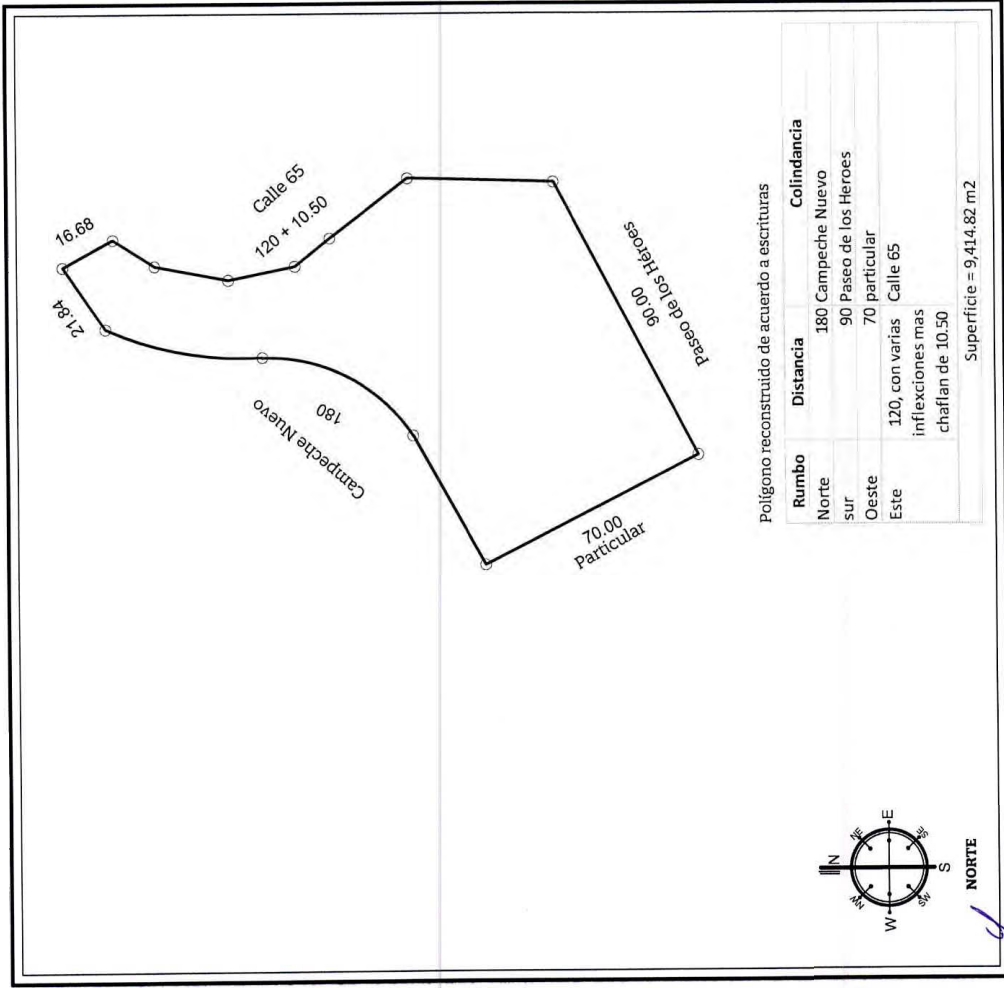 16.68
21.84
Calle 65
120 + 10.50
Campeche Nuevo
180
Paseo de los Héroes
90.00
70.00
Particular
Polígono reconstruido de acuerdo a escrituras
Rumbo Distancia Colindancia
Norte 180 Campeche Nuevo
sur 90 Paseo de los Heroes
Oeste 70 particular
Este 120, con varias Calle 65
inflexciones mas
chaflan de 10.50
Superficie = 9,414.82 m2
N
NW NE
W E
SW SE
S
NORTE